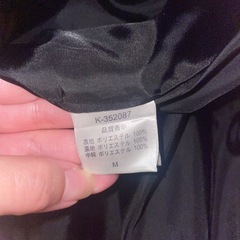 K-352087
品質表示
表地 ポリエステル 100%
裏地 ポリエステル 100%
中綿 ポリエステル 100%
M